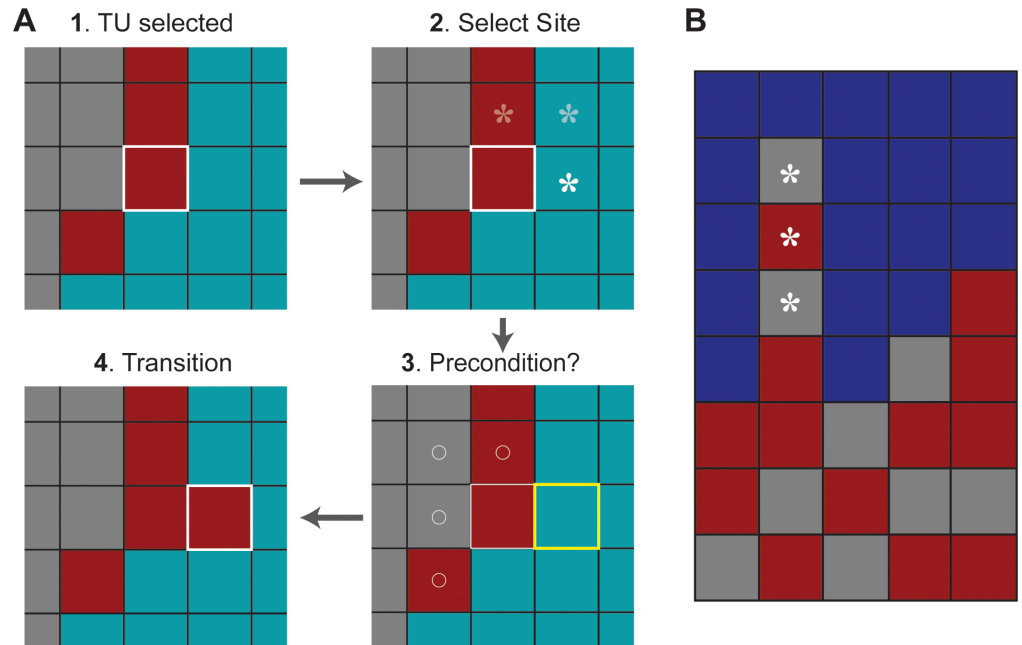 A
1. TU selected
2. Select Site
*
*
*
4. Transition
3. Precondition?
B
*
*
*